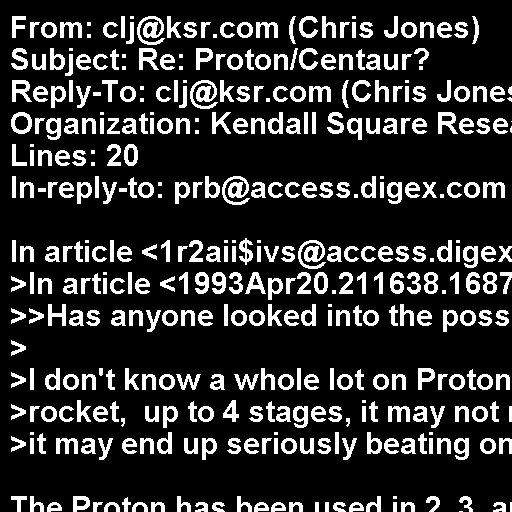 From: clj@ksr.com (Chris Jones)
Subject: Re: Proton/Centaur?
Reply-To: clj@ksr.com (Chris Jones
Organization: Kendall Square Rese
Lines: 20
In-reply-to: prb@access.digex.com
In article <1r2aii$ivs@access.digex
>In article <1993Apr20.211638.1687
>>Has anyone looked into the poss
>
>I don't know a whole lot on Proton
>rocket,  up to 4 stages, it may not
>it may end up seriously beating on
The Proton has been used in 2, 3, a